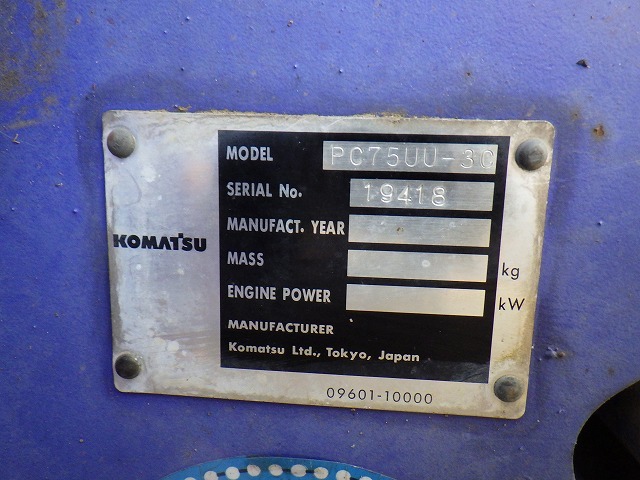 MODEL PC75UU-3C
SERIAL No. 19418
MANUFACT. YEAR
KOMATSU
MASS kg
ENGINE POWER kW
MANUFACTURER
Komatsu Ltd., Tokyo, Japan
09601-10000